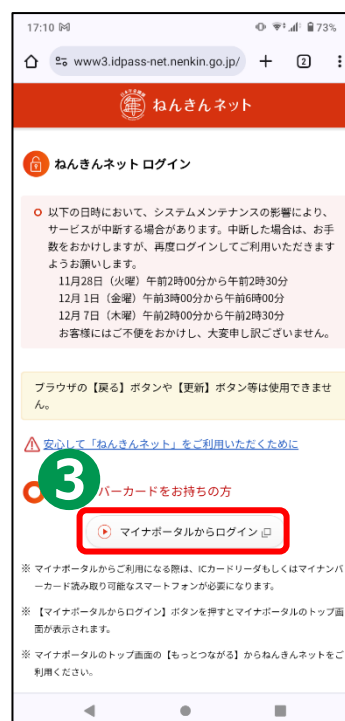 17:10 73%
www3.idpass-net.nenkin.go.jp/ 2
ねんきんネット
ねんきんネット ログイン
以下の日時において、システムメンテナンスの影響により、
サービスが中断する場合があります。中断した場合は、お手
数をおかけしますが、再度ログインしてご利用いただきます
ようお願いします。
11月28日（火曜）午前2時00分から午前2時30分
12月 1日（金曜）午前3時00分から午前6時00分
12月 7日（木曜）午前2時00分から午前2時30分
お客様にはご不便をおかけし、大変申し訳ございません。
ブラウザの【戻る】ボタンや【更新】ボタン等は使用できませ
ん。
安心して「ねんきんネット」をご利用いただくために
3
バーカードをお持ちの方
マイナポータルからログイン
※ マイナポータルからご利用になる際は、ICカードリーダもしくはマイナンバ
ーカード読み取り可能なスマートフォンが必要になります。
※ 【マイナポータルからログイン】ボタンを押すとマイナポータルのトップ画
面が表示されます。
※ マイナポータルのトップ画面の【もっとつながる】からねんきんネットをご
利用ください。